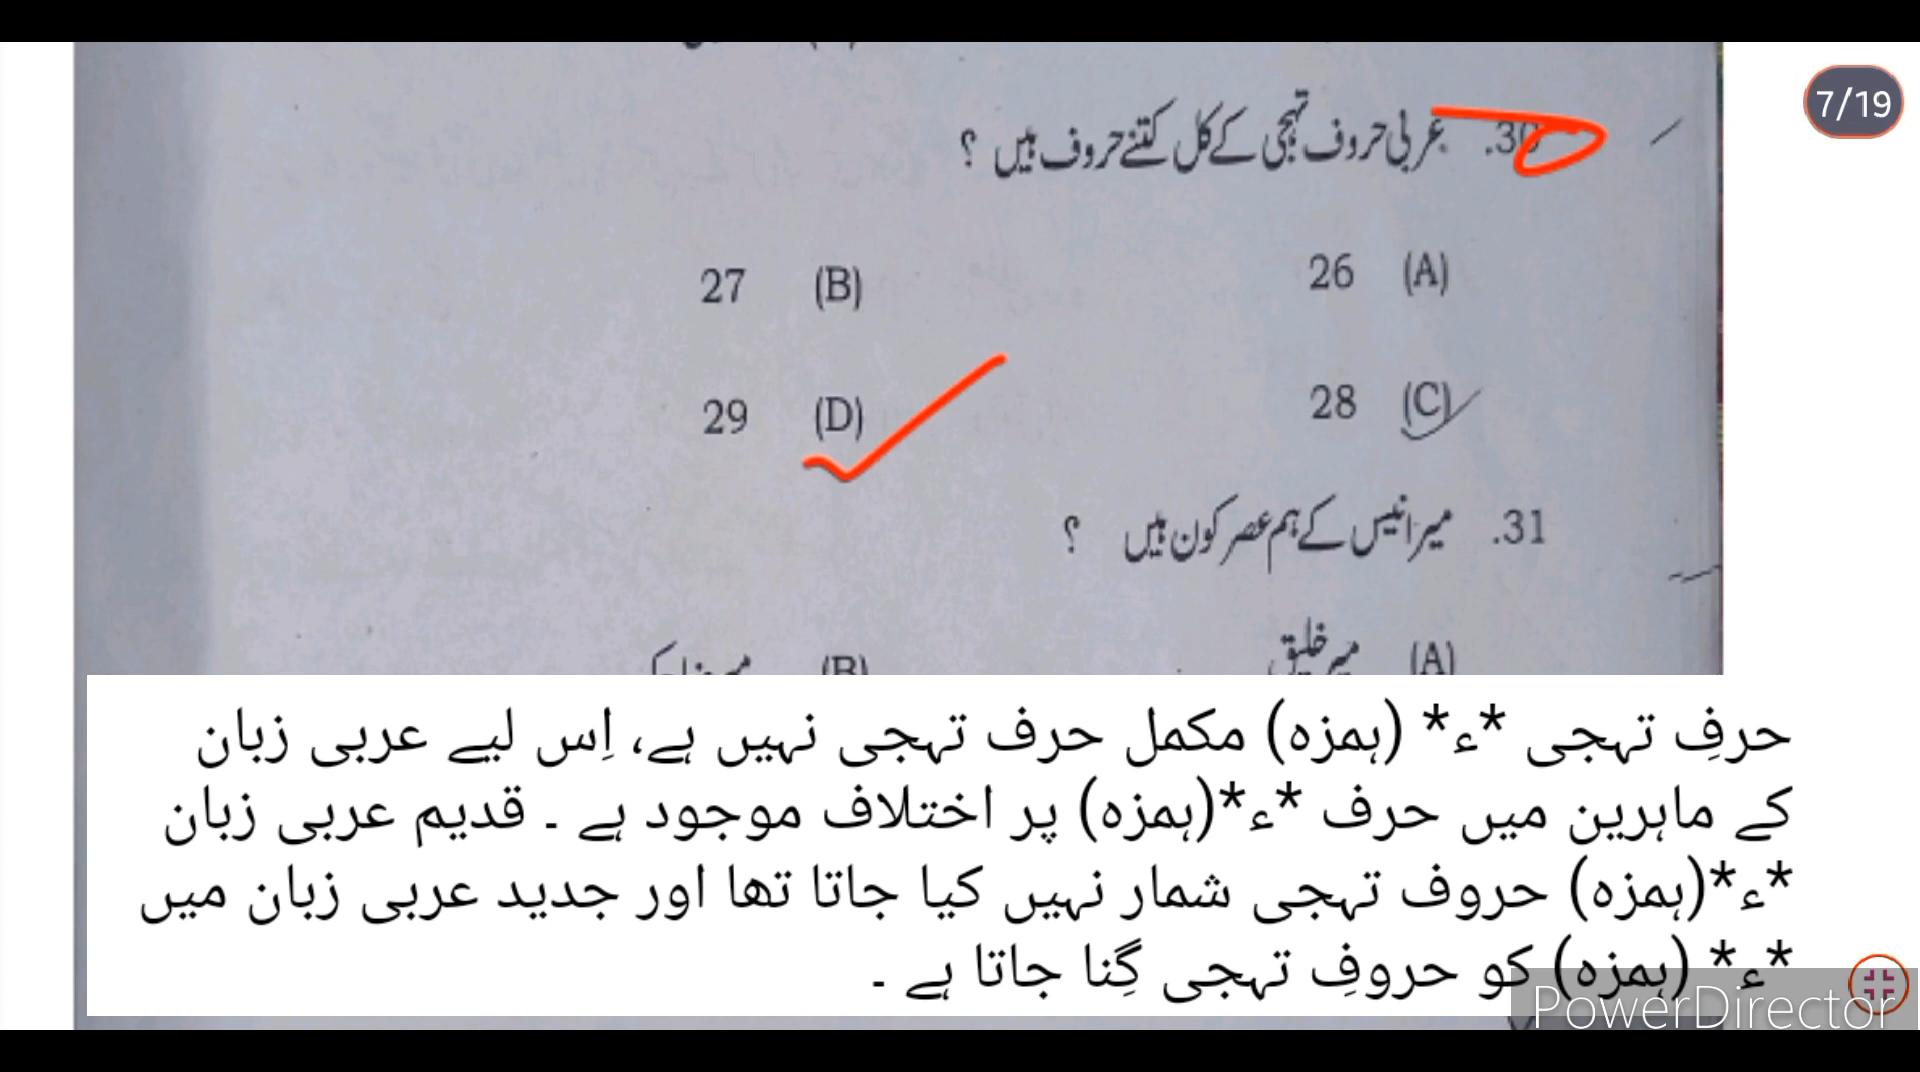 7/19
30. عربی حروف تہجی کے کل کتنے حروف ہیں ؟
(A) 26 (B) 27
(C) 28 (D) 29
31. میر انیس کے ہم عصر کون ہیں ؟
(A) میر خلیق (B)
حرفِ تہجی *ء* (ہمزہ) مکمل حرف تہجی نہیں ہے، اِس لیے عربی زبان
کے ماہرین میں حرف *ء*(ہمزہ) پر اختلاف موجود ہے ۔ قدیم عربی زبان
*ء*(ہمزہ) حروف تہجی شمار نہیں کیا جاتا تھا اور جدید عربی زبان میں
*ء* (ہمزہ) کو حروفِ تہجی گِنا جاتا ہے ۔
PowerDirector